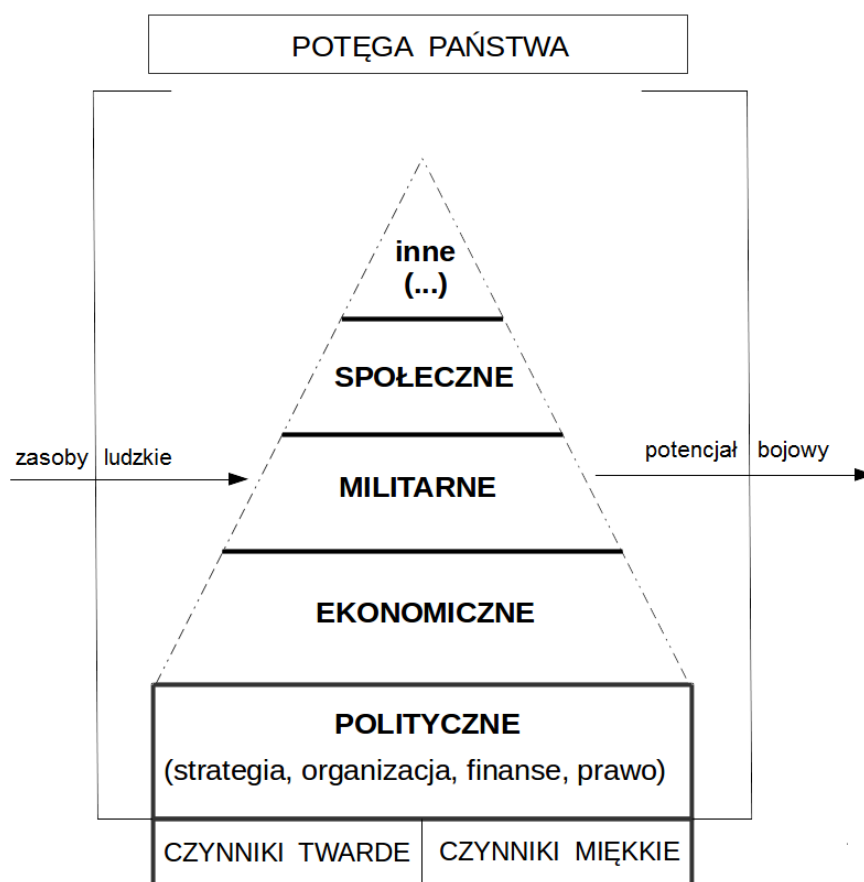 POTĘGA PAŃSTWA
inne
(...)
SPOŁECZNE
zasoby ludzkie
potencjał bojowy
MILITARNE
EKONOMICZNE
POLITYCZNE
(strategia, organizacja, finanse, prawo)
CZYNNIKI TWARDE
CZYNNIKI MIĘKKIE